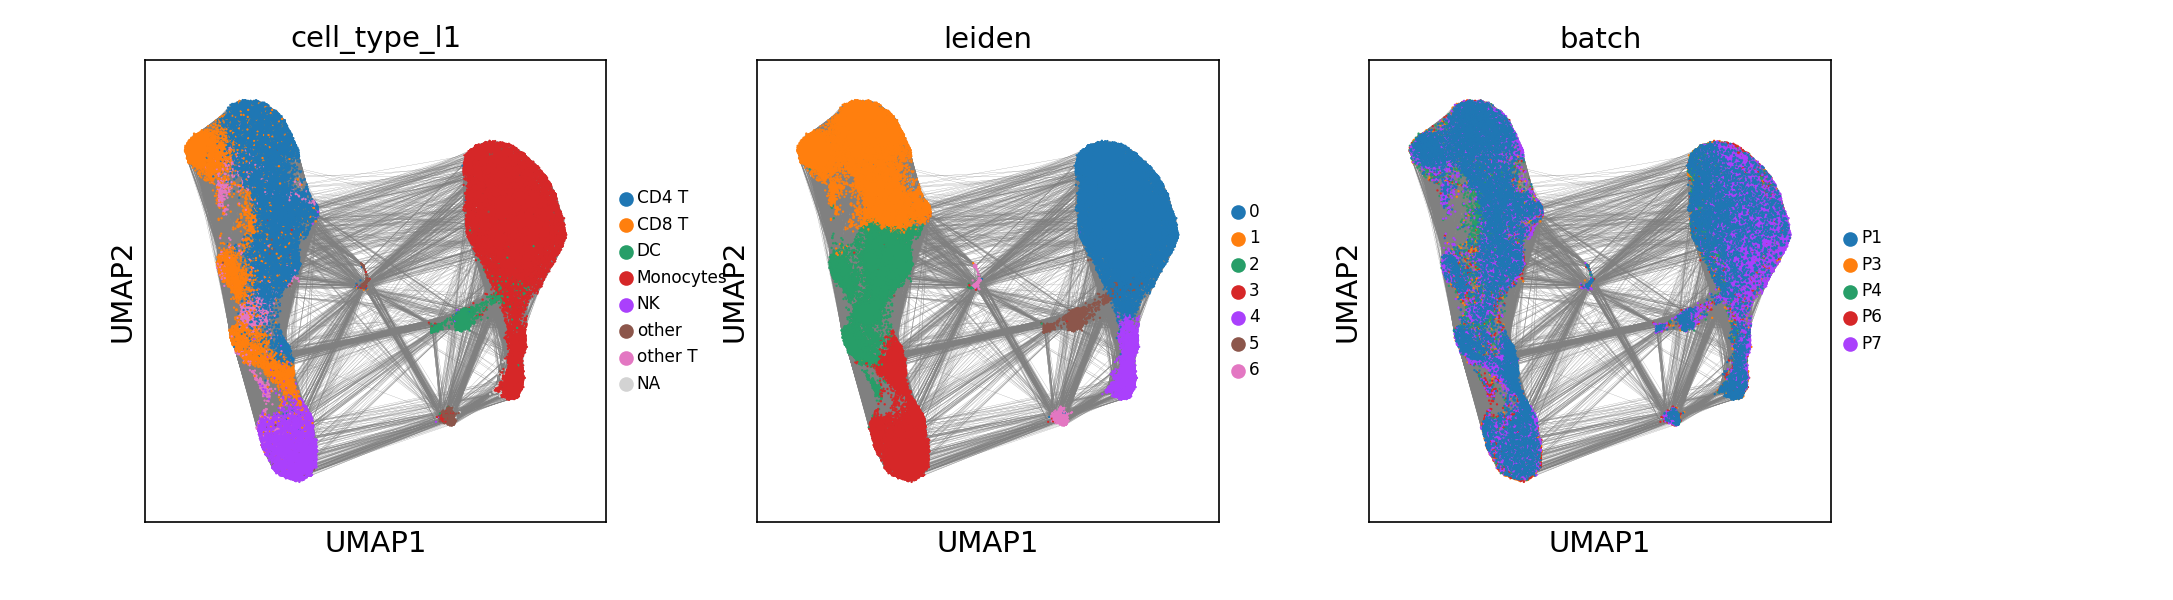 cell_type_l1
UMAP2
UMAP1
CD4 T
CD8 T
DC
Monocytes
NK
other
other T
NA
leiden
UMAP2
UMAP1
0
1
2
3
4
5
6
batch
UMAP2
UMAP1
P1
P3
P4
P6
P7